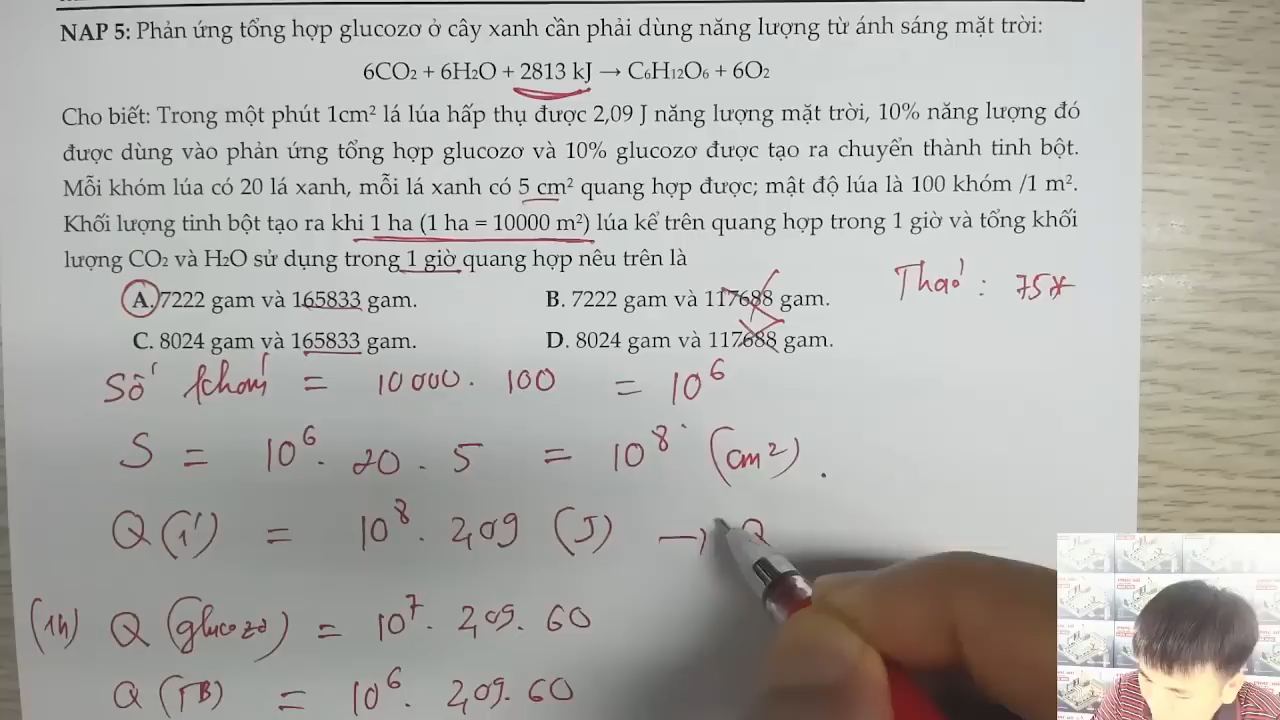 NAP 5: Phản ứng tổng hợp glucozơ ở cây xanh cần phải dùng năng lượng từ ánh sáng mặt trời:
6CO₂ + 6H₂O + 2813 kJ → C₆H₁₂O₆ + 6O₂
Cho biết: Trong một phút 1cm² lá lúa hấp thụ được 2,09 J năng lượng mặt trời, 10% năng lượng đó
được dùng vào phản ứng tổng hợp glucozơ và 10% glucozơ được tạo ra chuyển thành tinh bột.
Mỗi khóm lúa có 20 lá xanh, mỗi lá xanh có 5 cm² quang hợp được; mật độ lúa là 100 khóm /1 m².
Khối lượng tinh bột tạo ra khi 1 ha (1 ha = 10000 m²) lúa kể trên quang hợp trong 1 giờ và tổng khối
lượng CO₂ và H₂O sử dụng trong 1 giờ quang hợp nêu trên là
A. 7222 gam và 165833 gam. B. 7222 gam và 117688 gam.
Thảo : 75*
C. 8024 gam và 165833 gam. D. 8024 gam và 117688 gam.
Số khóm = 10000. 100 = 10⁶
S = 10⁶. 20 . 5 = 10⁸ (cm²).
Q (1') = 10⁸. 2,09 (J) → Q
(1h) Q (glucozơ) = 10⁷. 2,09. 60
Q (TB) = 10⁶. 2,09. 60